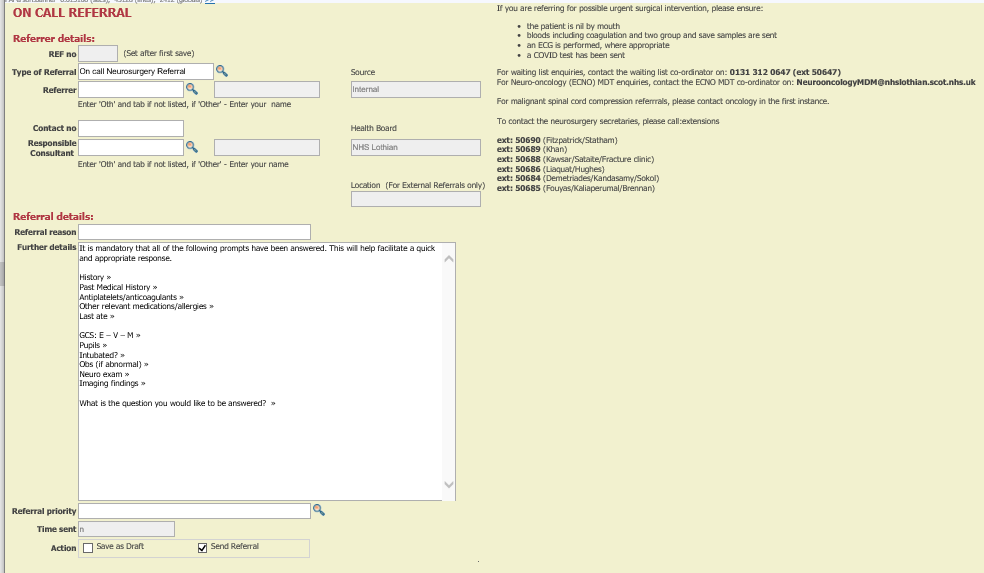 ON CALL REFERRAL
Referrer details:
REF no (Set after first save)
Type of Referral On call Neurosurgery Referral
Source
Referrer Internal
Enter 'Oth' and tab if not listed, if 'Other' - Enter your name
Contact no Health Board
Responsible Consultant NHS Lothian
Enter 'Oth' and tab if not listed, if 'Other' - Enter your name
Location (For External Referrals only)
Referral details:
Referral reason
Further details
It is mandatory that all of the following prompts have been answered. This will help facilitate a quick
and appropriate response.
History »
Past Medical History »
Antiplatelets/anticoagulants »
Other relevant medications/allergies »
Last ate »
GCS: E – V – M »
Pupils »
Intubated? »
Obs (if abnormal) »
Neuro exam »
Imaging findings »
What is the question you would like to be answered? »
Referral priority
Time sent n
Action Save as Draft Send Referral
If you are referring for possible urgent surgical intervention, please ensure:
• the patient is nil by mouth
• bloods including coagulation and two group and save samples are sent
• an ECG is performed, where appropriate
• a COVID test has been sent
For waiting list enquiries, contact the waiting list co-ordinator on: 0131 312 0647 (ext 50647)
For Neuro-oncology (ECNO) MDT enquiries, contact the ECNO MDT co-ordinator on: NeurooncologyMDM@nhslothian.scot.nhs.uk
For malignant spinal cord compression referrrals, please contact oncology in the first instance.
To contact the neurosurgery secretaries, please call:extensions
ext: 50690 (Fitzpatrick/Statham)
ext: 50689 (Khan)
ext: 50688 (Kawsar/Sataite/Fracture clinic)
ext: 50686 (Liaquat/Hughes)
ext: 50684 (Demetriades/Kandasamy/Sokol)
ext: 50685 (Fouyas/Kaliaperumal/Brennan)